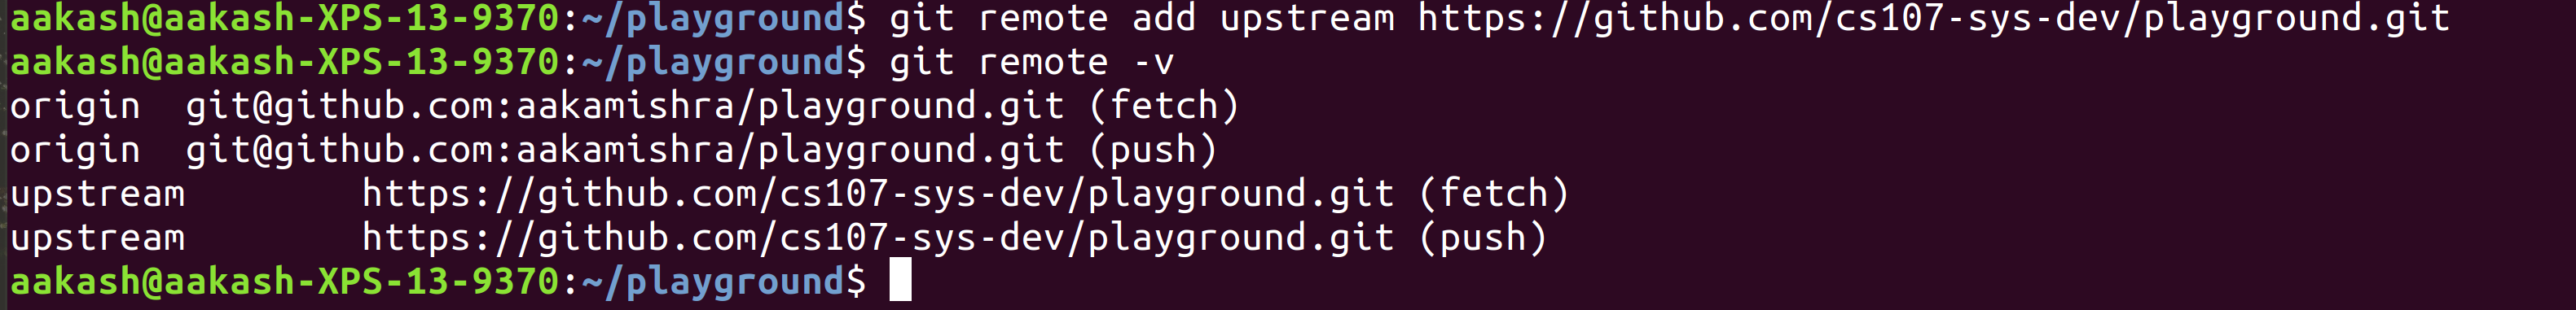 aakash@aakash-XPS-13-9370:~/playground$ git remote add upstream https://github.com/cs107-sys-dev/playground.git
aakash@aakash-XPS-13-9370:~/playground$ git remote -v
origin  git@github.com:aakamishra/playground.git (fetch)
origin  git@github.com:aakamishra/playground.git (push)
upstream        https://github.com/cs107-sys-dev/playground.git (fetch)
upstream        https://github.com/cs107-sys-dev/playground.git (push)
aakash@aakash-XPS-13-9370:~/playground$